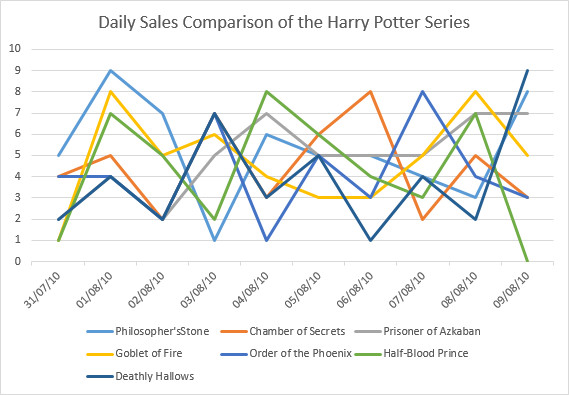 Daily Sales Comparison of the Harry Potter Series
10
9
8
7
6
5
4
3
2
1
0
31/07/10 01/08/10 02/08/10 03/08/10 04/08/10 05/08/10 06/08/10 07/08/10 08/08/10 09/08/10
Philosopher'sStone Chamber of Secrets Prisoner of Azkaban
Goblet of Fire Order of the Phoenix Half-Blood Prince
Deathly Hallows